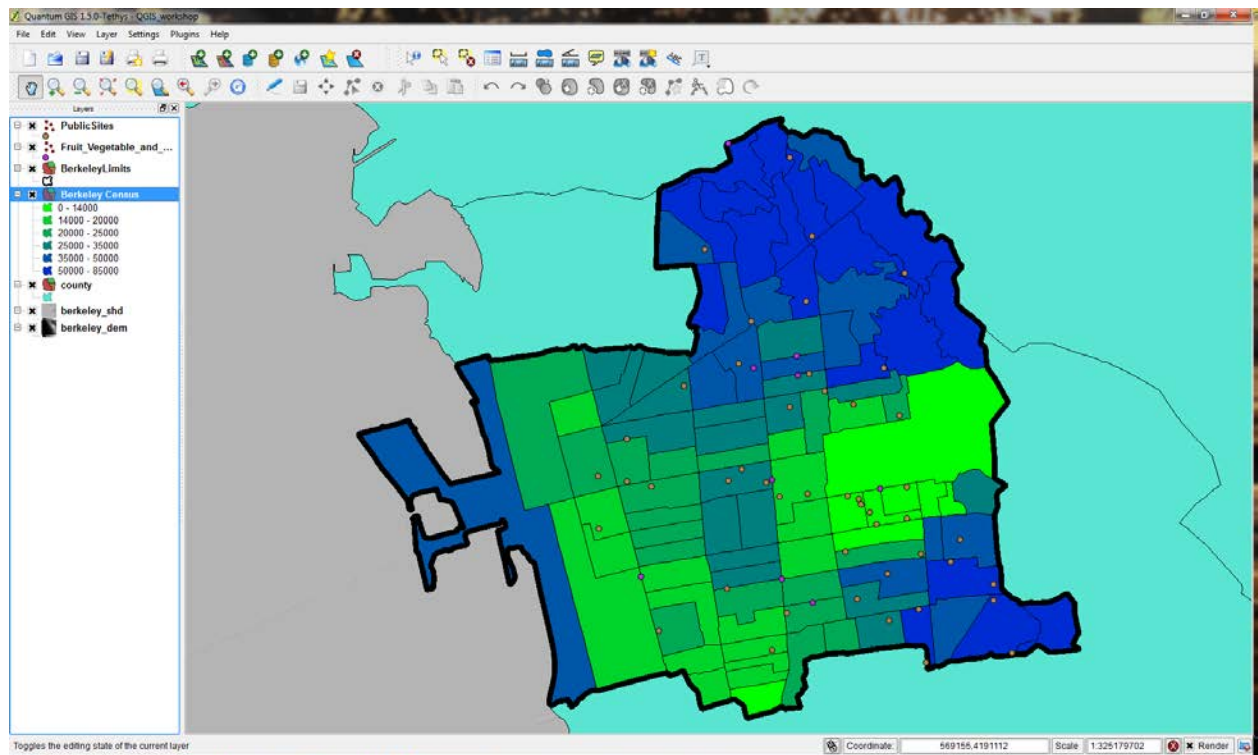 Quantum GIS 1.5.0-Tethys - QGIS_workshop
File Edit View Layer Settings Plugins Help
Layers
PublicSites
Fruit_Vegetable_and_...
BerkeleyLimits
Berkeley Census
0 - 14000
14000 - 20000
20000 - 25000
25000 - 35000
35000 - 50000
50000 - 85000
county
berkeley_shd
berkeley_dem
Toggles the editing state of the current layer
Coordinate: 569155,4191112 Scale 1:325179702 Render